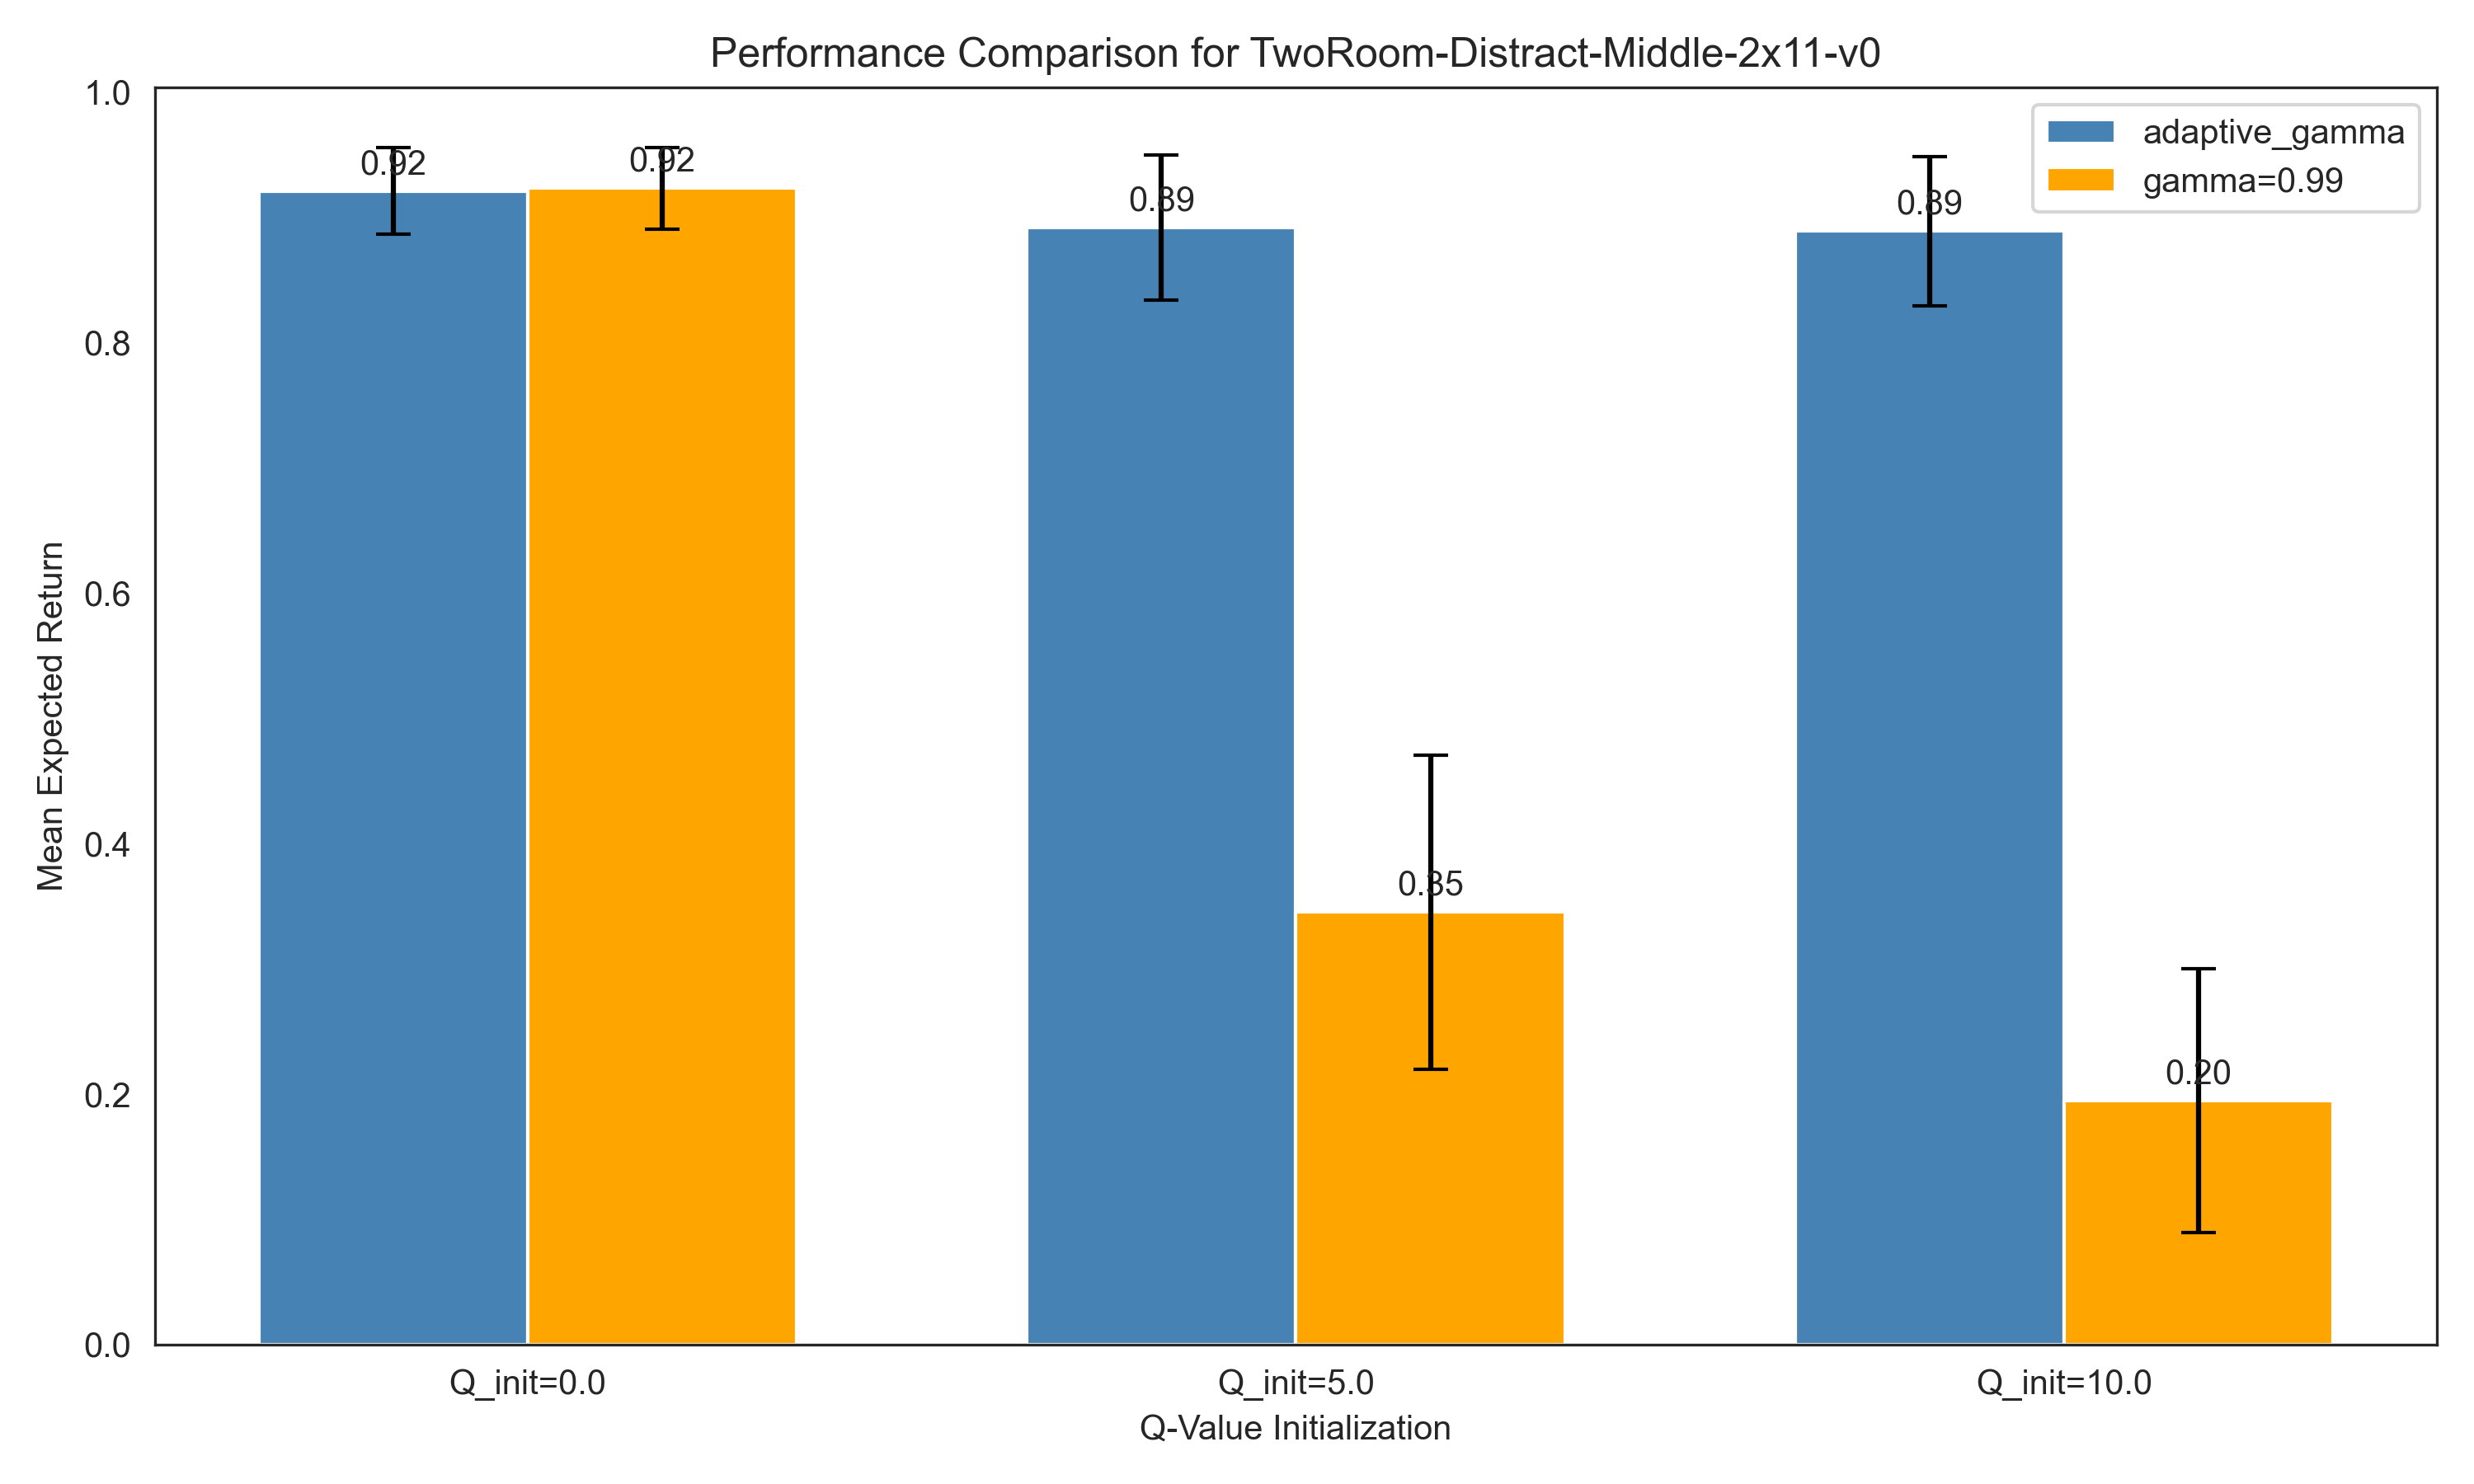 Performance Comparison for TwoRoom-Distract-Middle-2x11-v0
1.0
0.8
0.6
0.4
0.2
0.0
Mean Expected Return
adaptive_gamma
gamma=0.99
0.92
0.92
0.89
0.35
0.89
0.20
Q_init=0.0
Q_init=5.0
Q_init=10.0
Q-Value Initialization